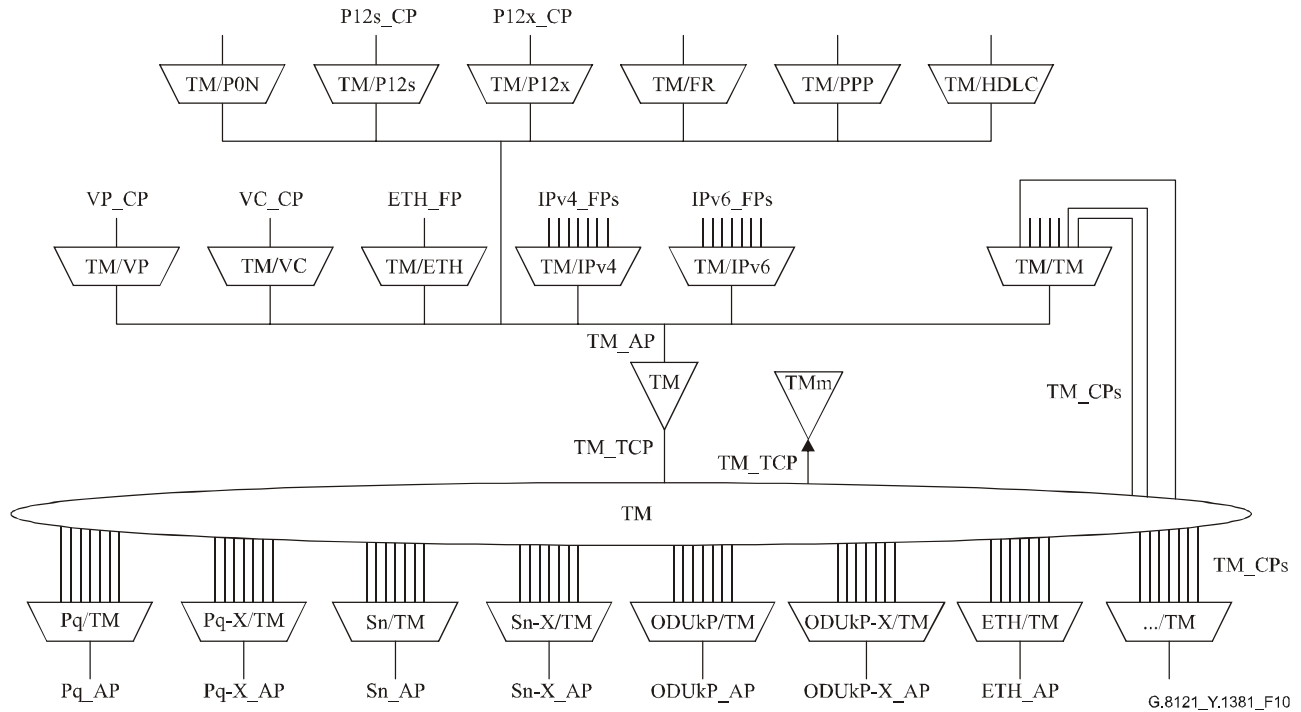 P12s_CP P12x_CP
TM/P0N TM/P12s TM/P12x TM/FR TM/PPP TM/HDLC
VP_CP VC_CP ETH_FP IPv4_FPs IPv6_FPs
TM/VP TM/VC TM/ETH TM/IPv4 TM/IPv6 TM/TM
TM_AP
TM TMm
TM_CPs
TM_TCP TM_TCP
TM
TM_CPs
Pq/TM Pq-X/TM Sn/TM Sn-X/TM ODUkP/TM ODUkP-X/TM ETH/TM .../TM
Pq_AP Pq-X_AP Sn_AP Sn-X_AP ODUkP_AP ODUkP-X_AP ETH_AP
G.8121_Y.1381_F10